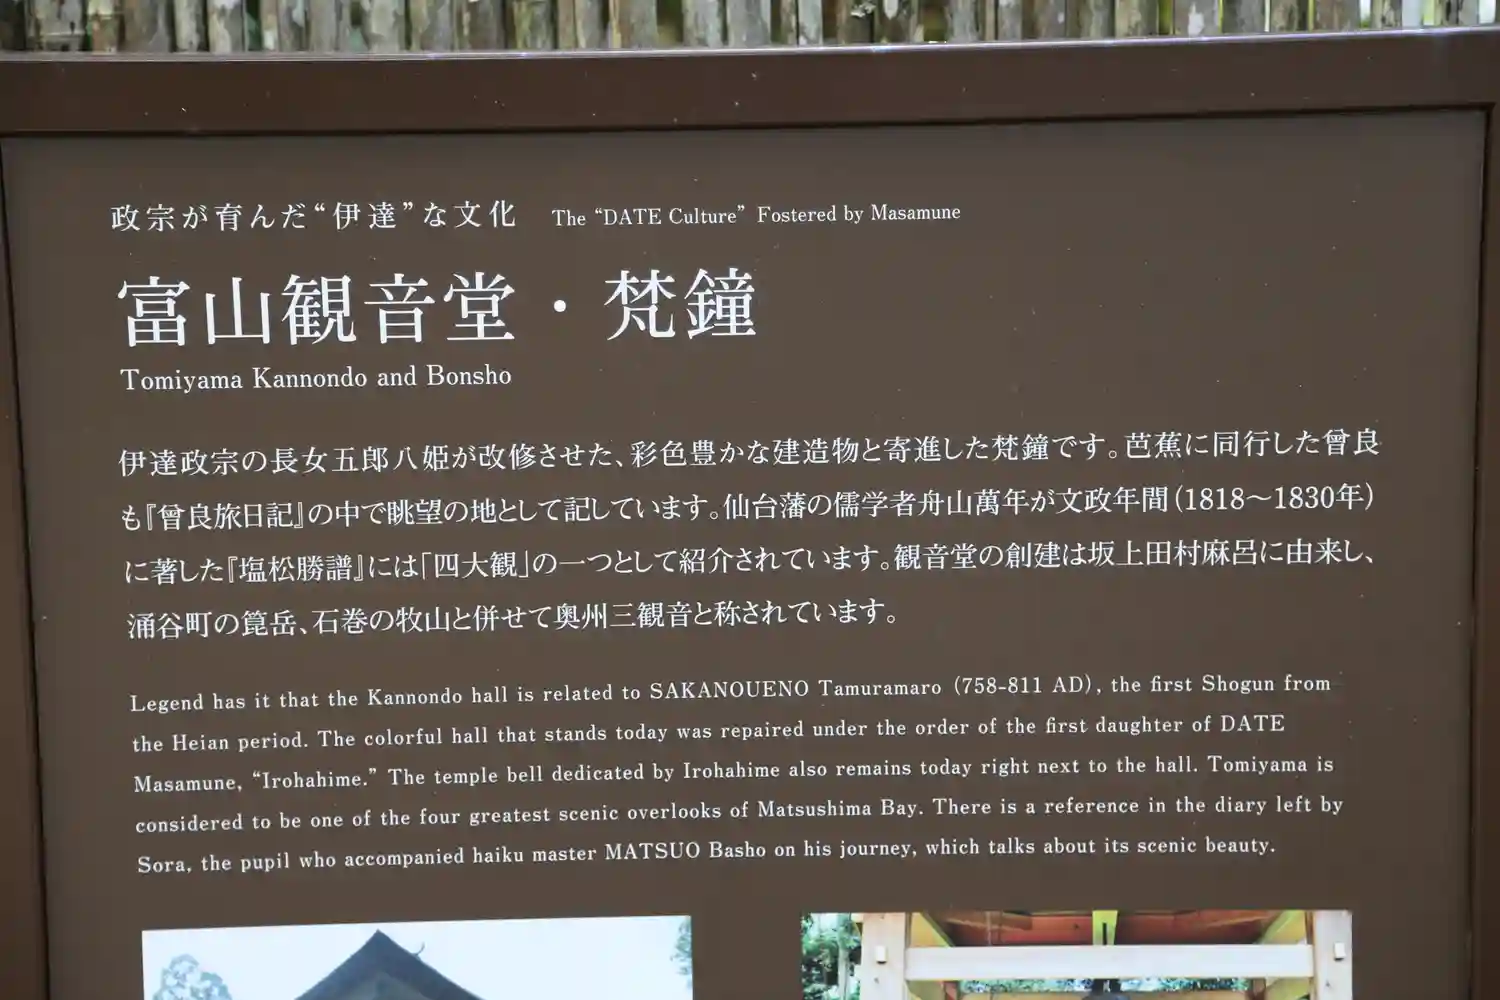 政宗が育んだ“伊達”な文化 The “DATE Culture” Fostered by Masamune
富山観音堂・梵鐘
Tomiyama Kannondo and Bonsho
伊達政宗の長女五郎八姫が改修させた、彩色豊かな建造物と寄進した梵鐘です。芭蕉に同行した曾良
も『曾良旅日記』の中で眺望の地として記しています。仙台藩の儒学者舟山萬年が文政年間(1818～1830年)
に著した『塩松勝譜』には「四大観」の一つとして紹介されています。観音堂の創建は坂上田村麻呂に由来し、
涌谷町の箟岳、石巻の牧山と併せて奥州三観音と称されています。
Legend has it that the Kannondo hall is related to SAKANOUENO Tamuramaro (758-811 AD), the first Shogun from
the Heian period. The colorful hall that stands today was repaired under the order of the first daughter of DATE
Masamune, “Irohahime.” The temple bell dedicated by Irohahime also remains today right next to the hall. Tomiyama is
considered to be one of the four greatest scenic overlooks of Matsushima Bay. There is a reference in the diary left by
Sora, the pupil who accompanied haiku master MATSUO Basho on his journey, which talks about its scenic beauty.